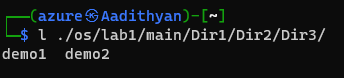 ┌──(azure㉿Aadithyan)-[~]
└─$ l ./os/lab1/main/Dir1/Dir2/Dir3/
demo1  demo2